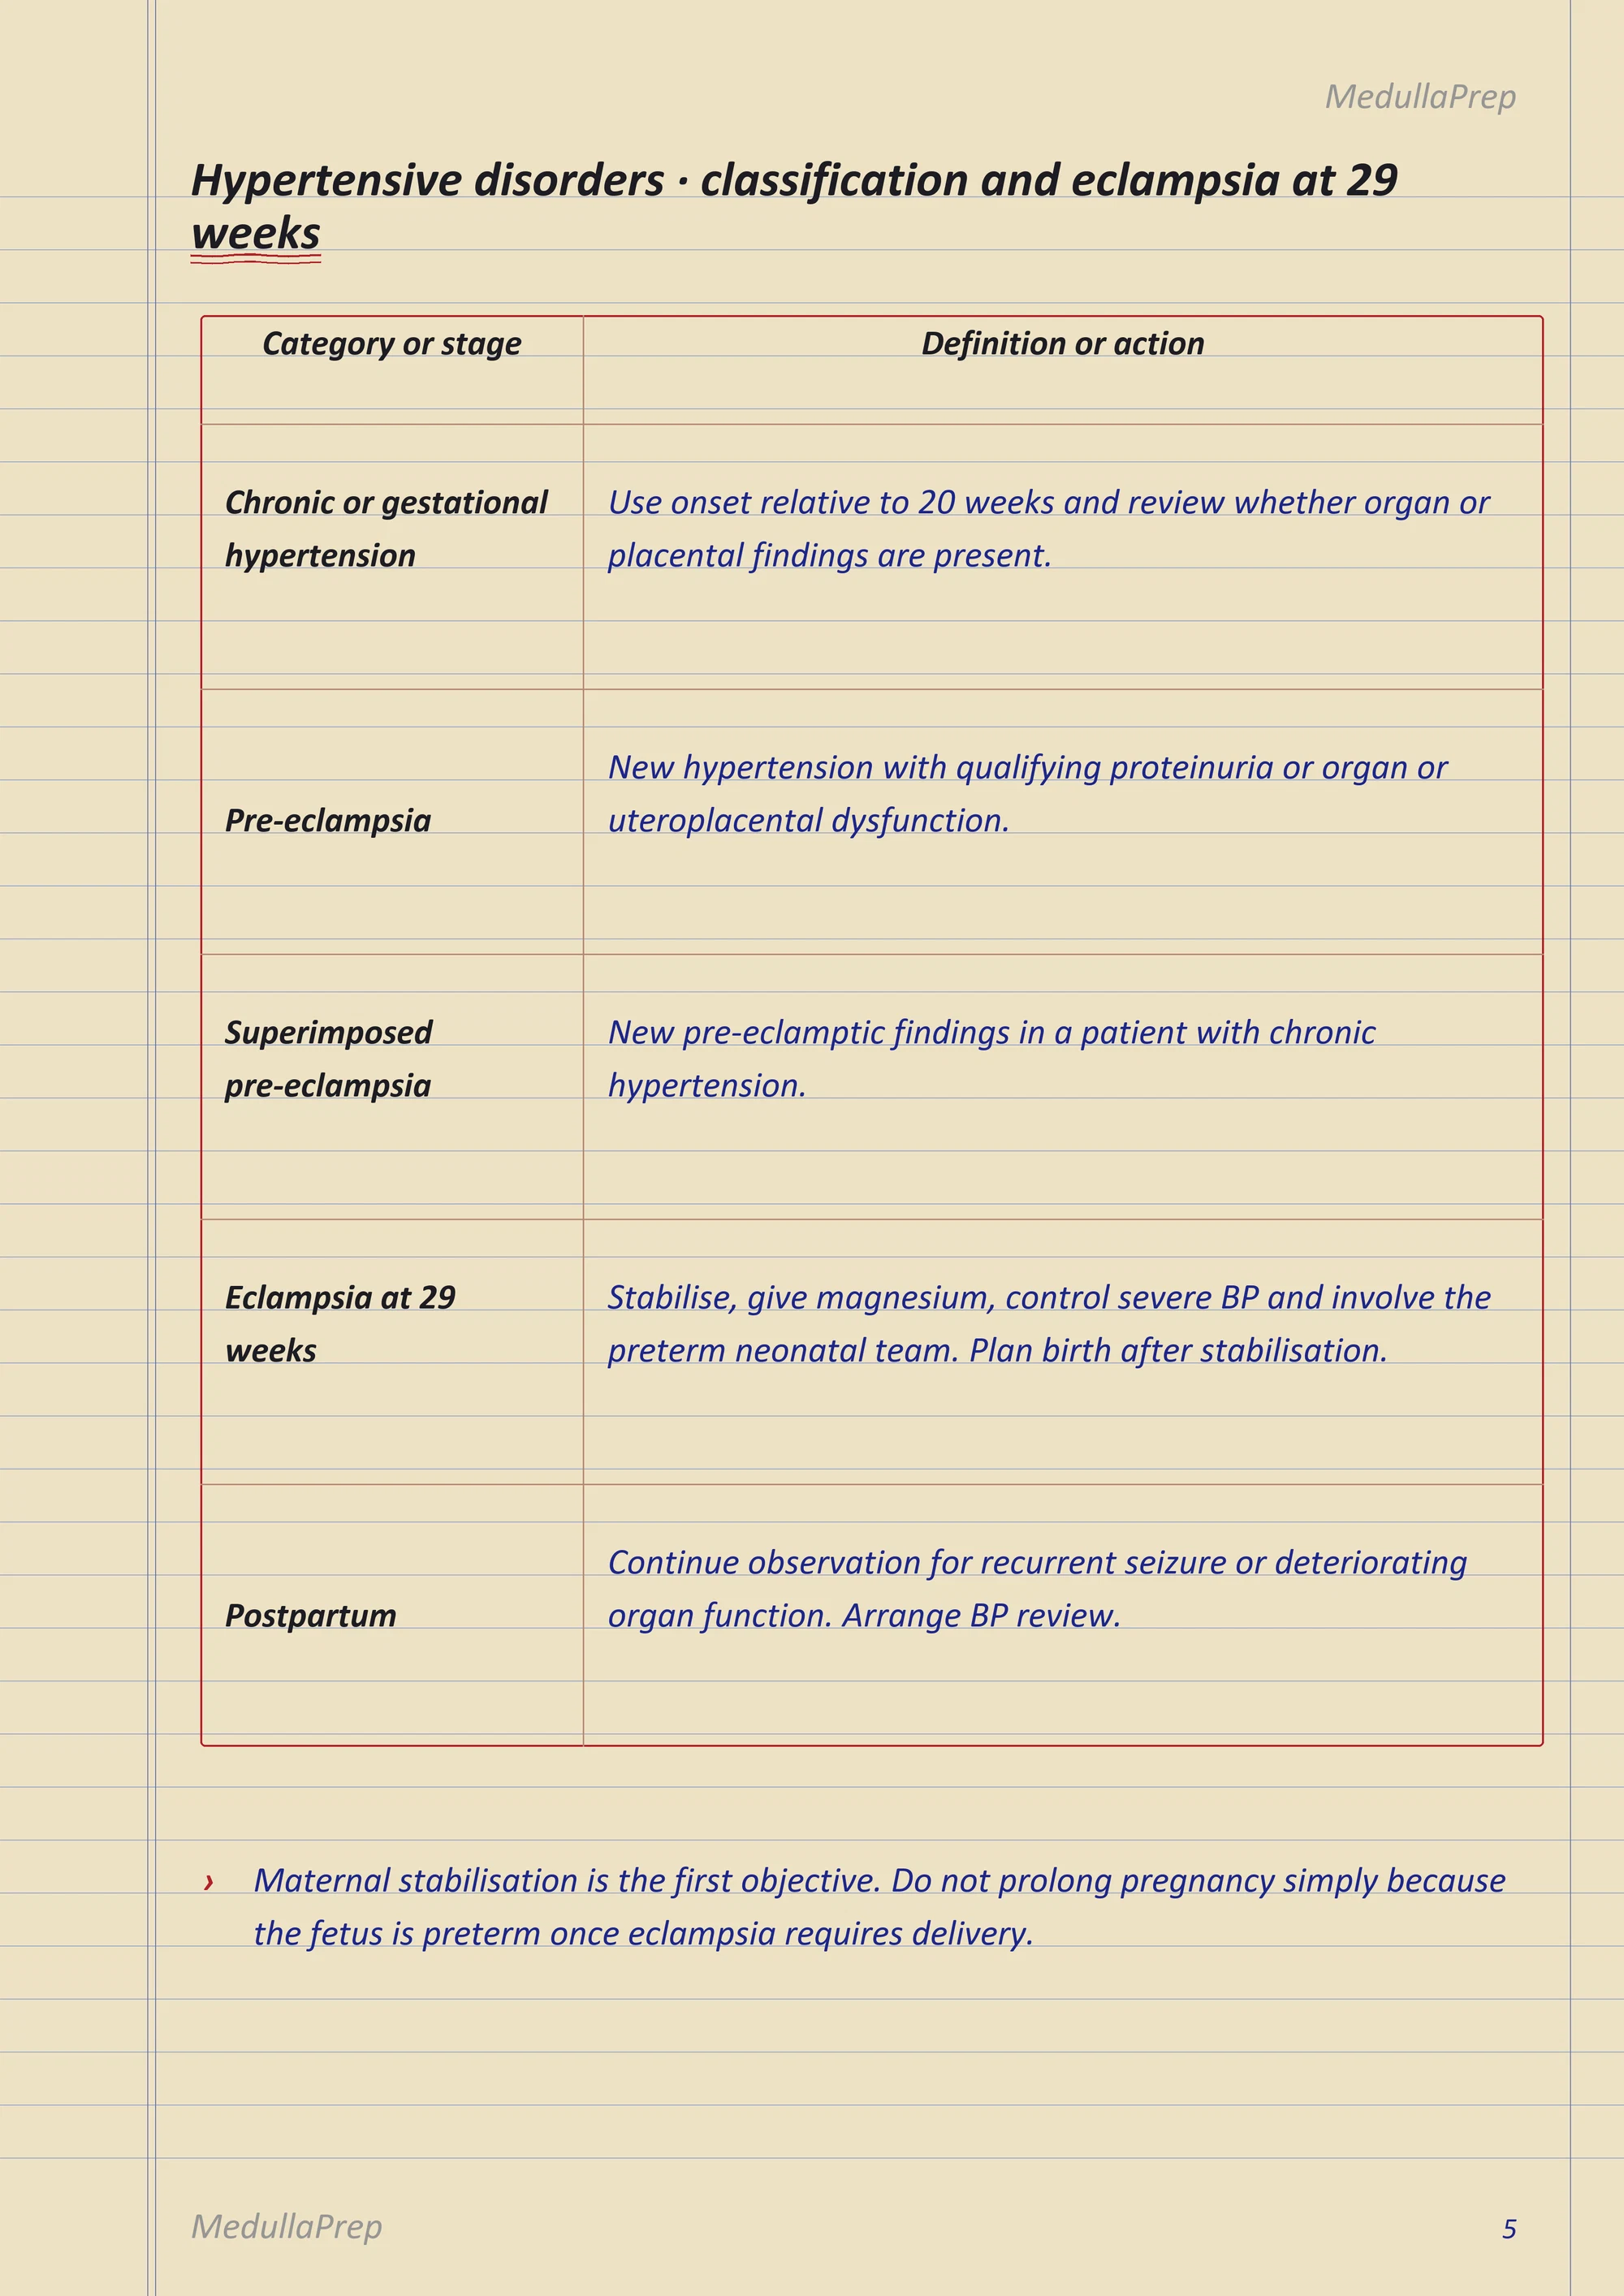 MedullaPrep
Hypertensive disorders · classification and eclampsia at 29
weeks
Category or stage
Definition or action
Chronic or gestational
hypertension
Use onset relative to 20 weeks and review whether organ or
placental findings are present.
Pre-eclampsia
New hypertension with qualifying proteinuria or organ or
uteroplacental dysfunction.
Superimposed
pre-eclampsia
New pre-eclamptic findings in a patient with chronic
hypertension.
Eclampsia at 29
weeks
Stabilise, give magnesium, control severe BP and involve the
preterm neonatal team. Plan birth after stabilisation.
Postpartum
Continue observation for recurrent seizure or deteriorating
organ function. Arrange BP review.
› Maternal stabilisation is the first objective. Do not prolong pregnancy simply because
the fetus is preterm once eclampsia requires delivery.
MedullaPrep
5